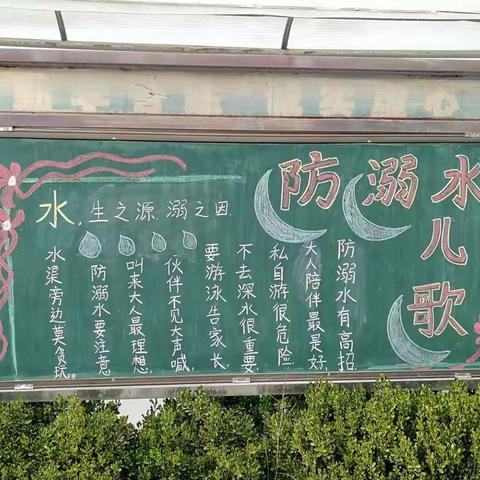 防溺水
儿
歌
水,生之源 溺之因
防溺水有高招
大人陪伴最是好
私自游很危险
不去深水很重要
要游泳告家长
伙伴不见大声喊
叫来大人最理想
防溺水要注意
水渠旁边莫贪玩。